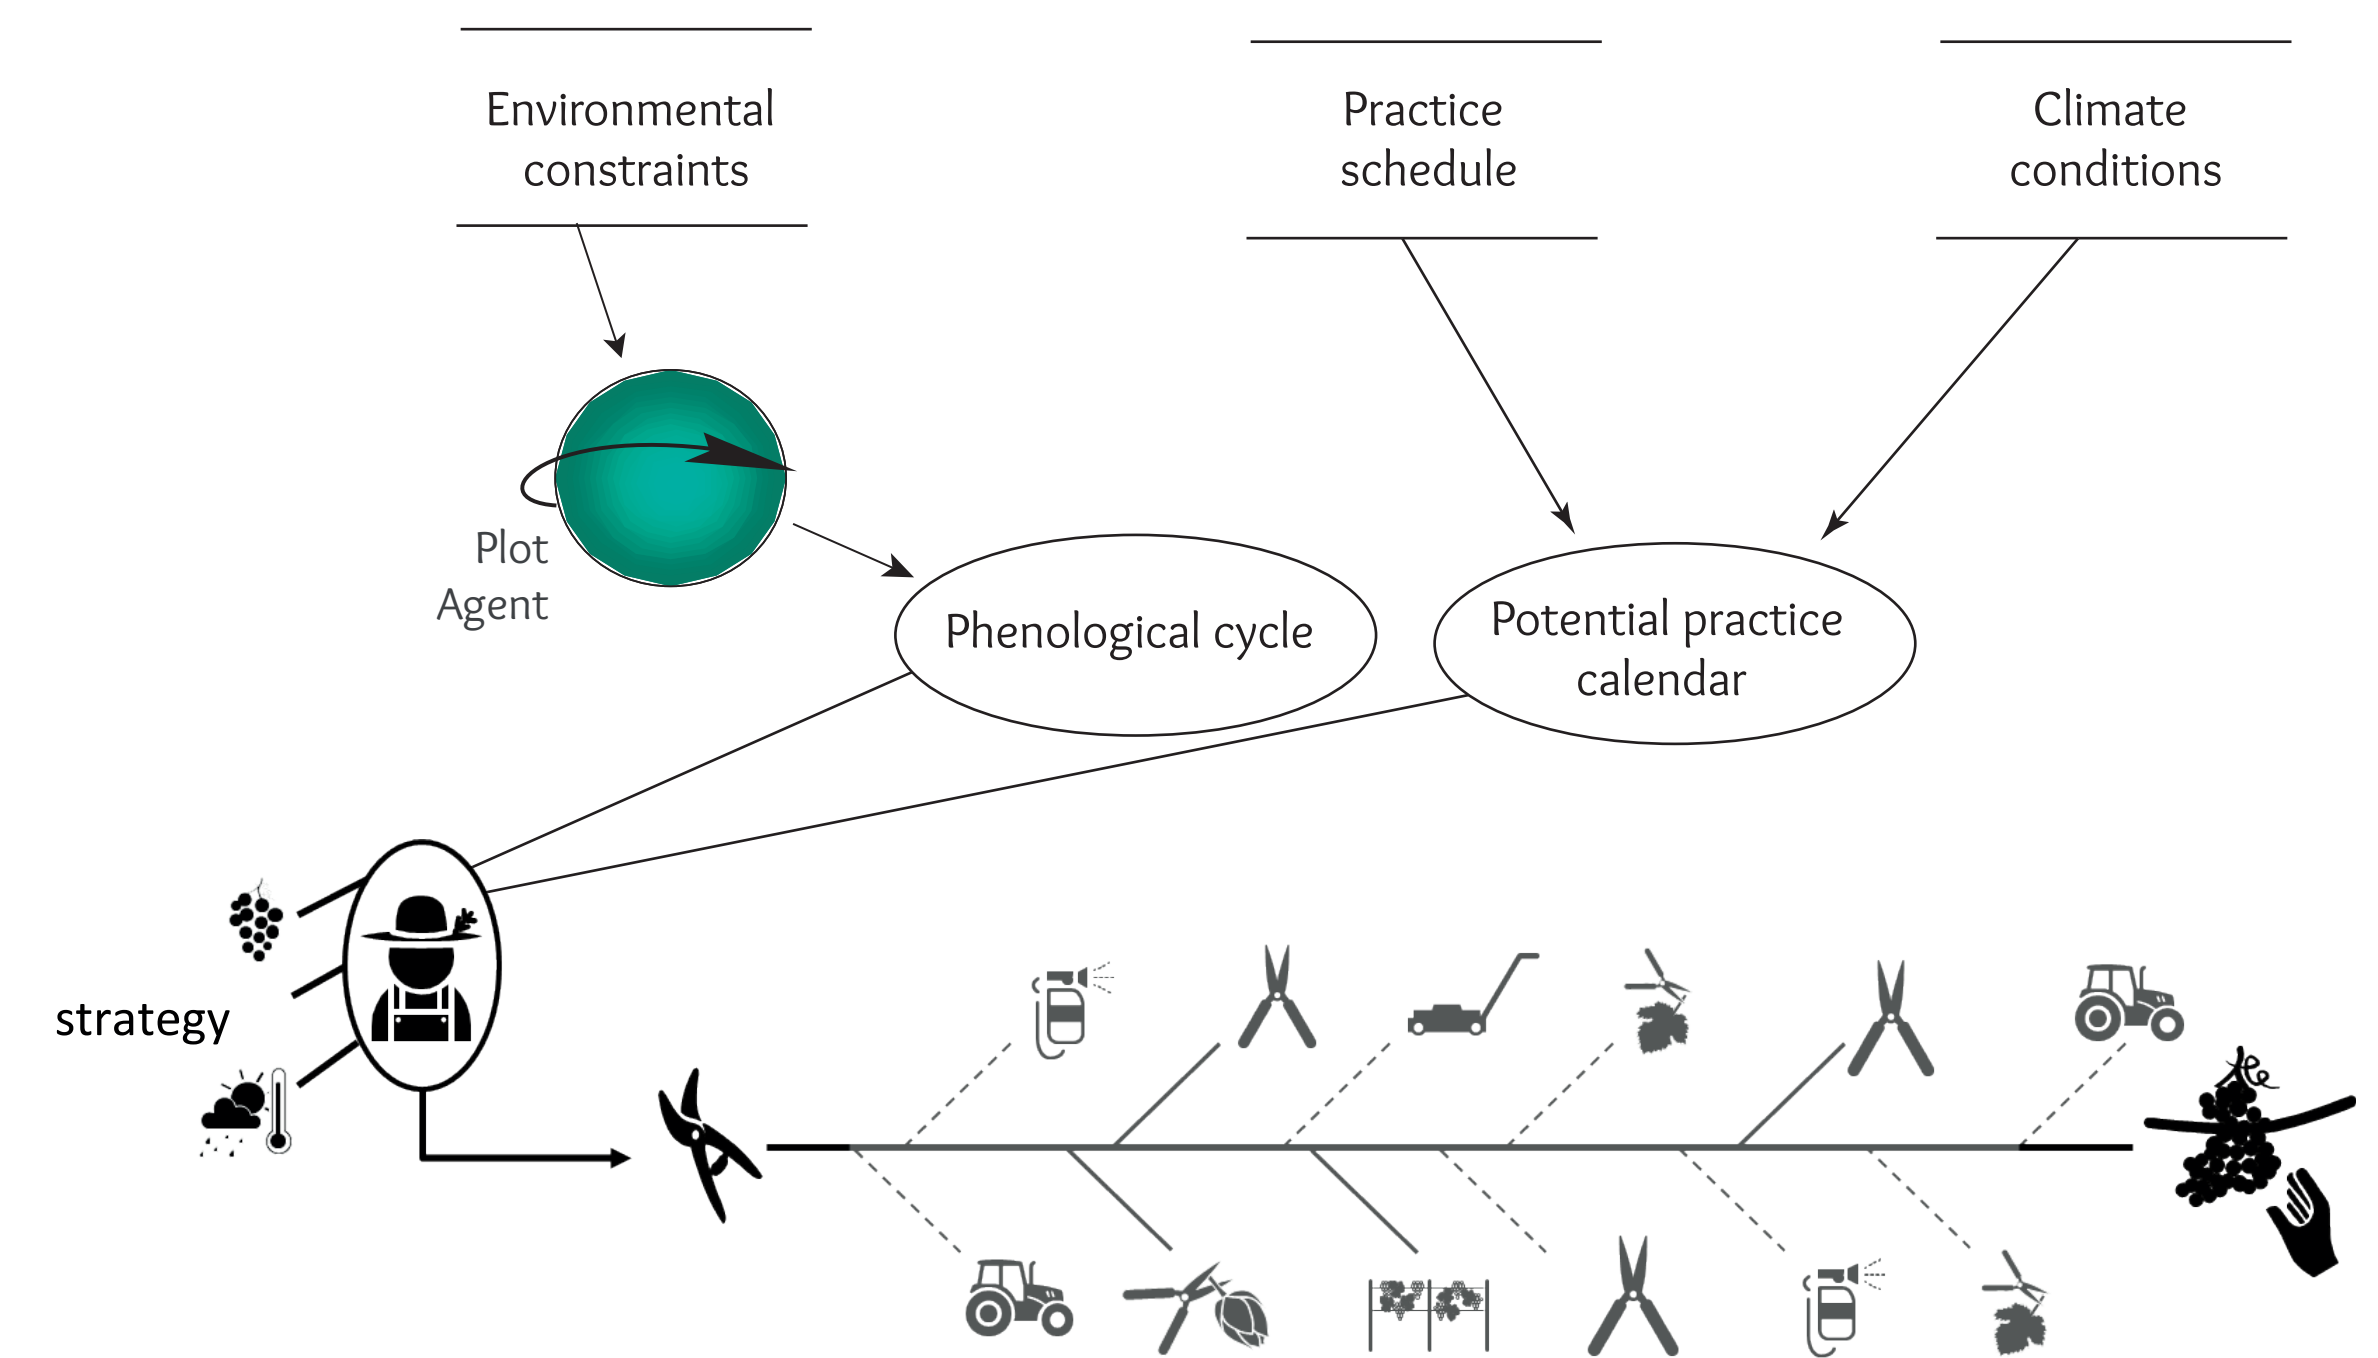 Environmental
constraints
Practice
schedule
Climate
conditions
Plot
Agent
Phenological cycle
Potential practice
calendar
strategy